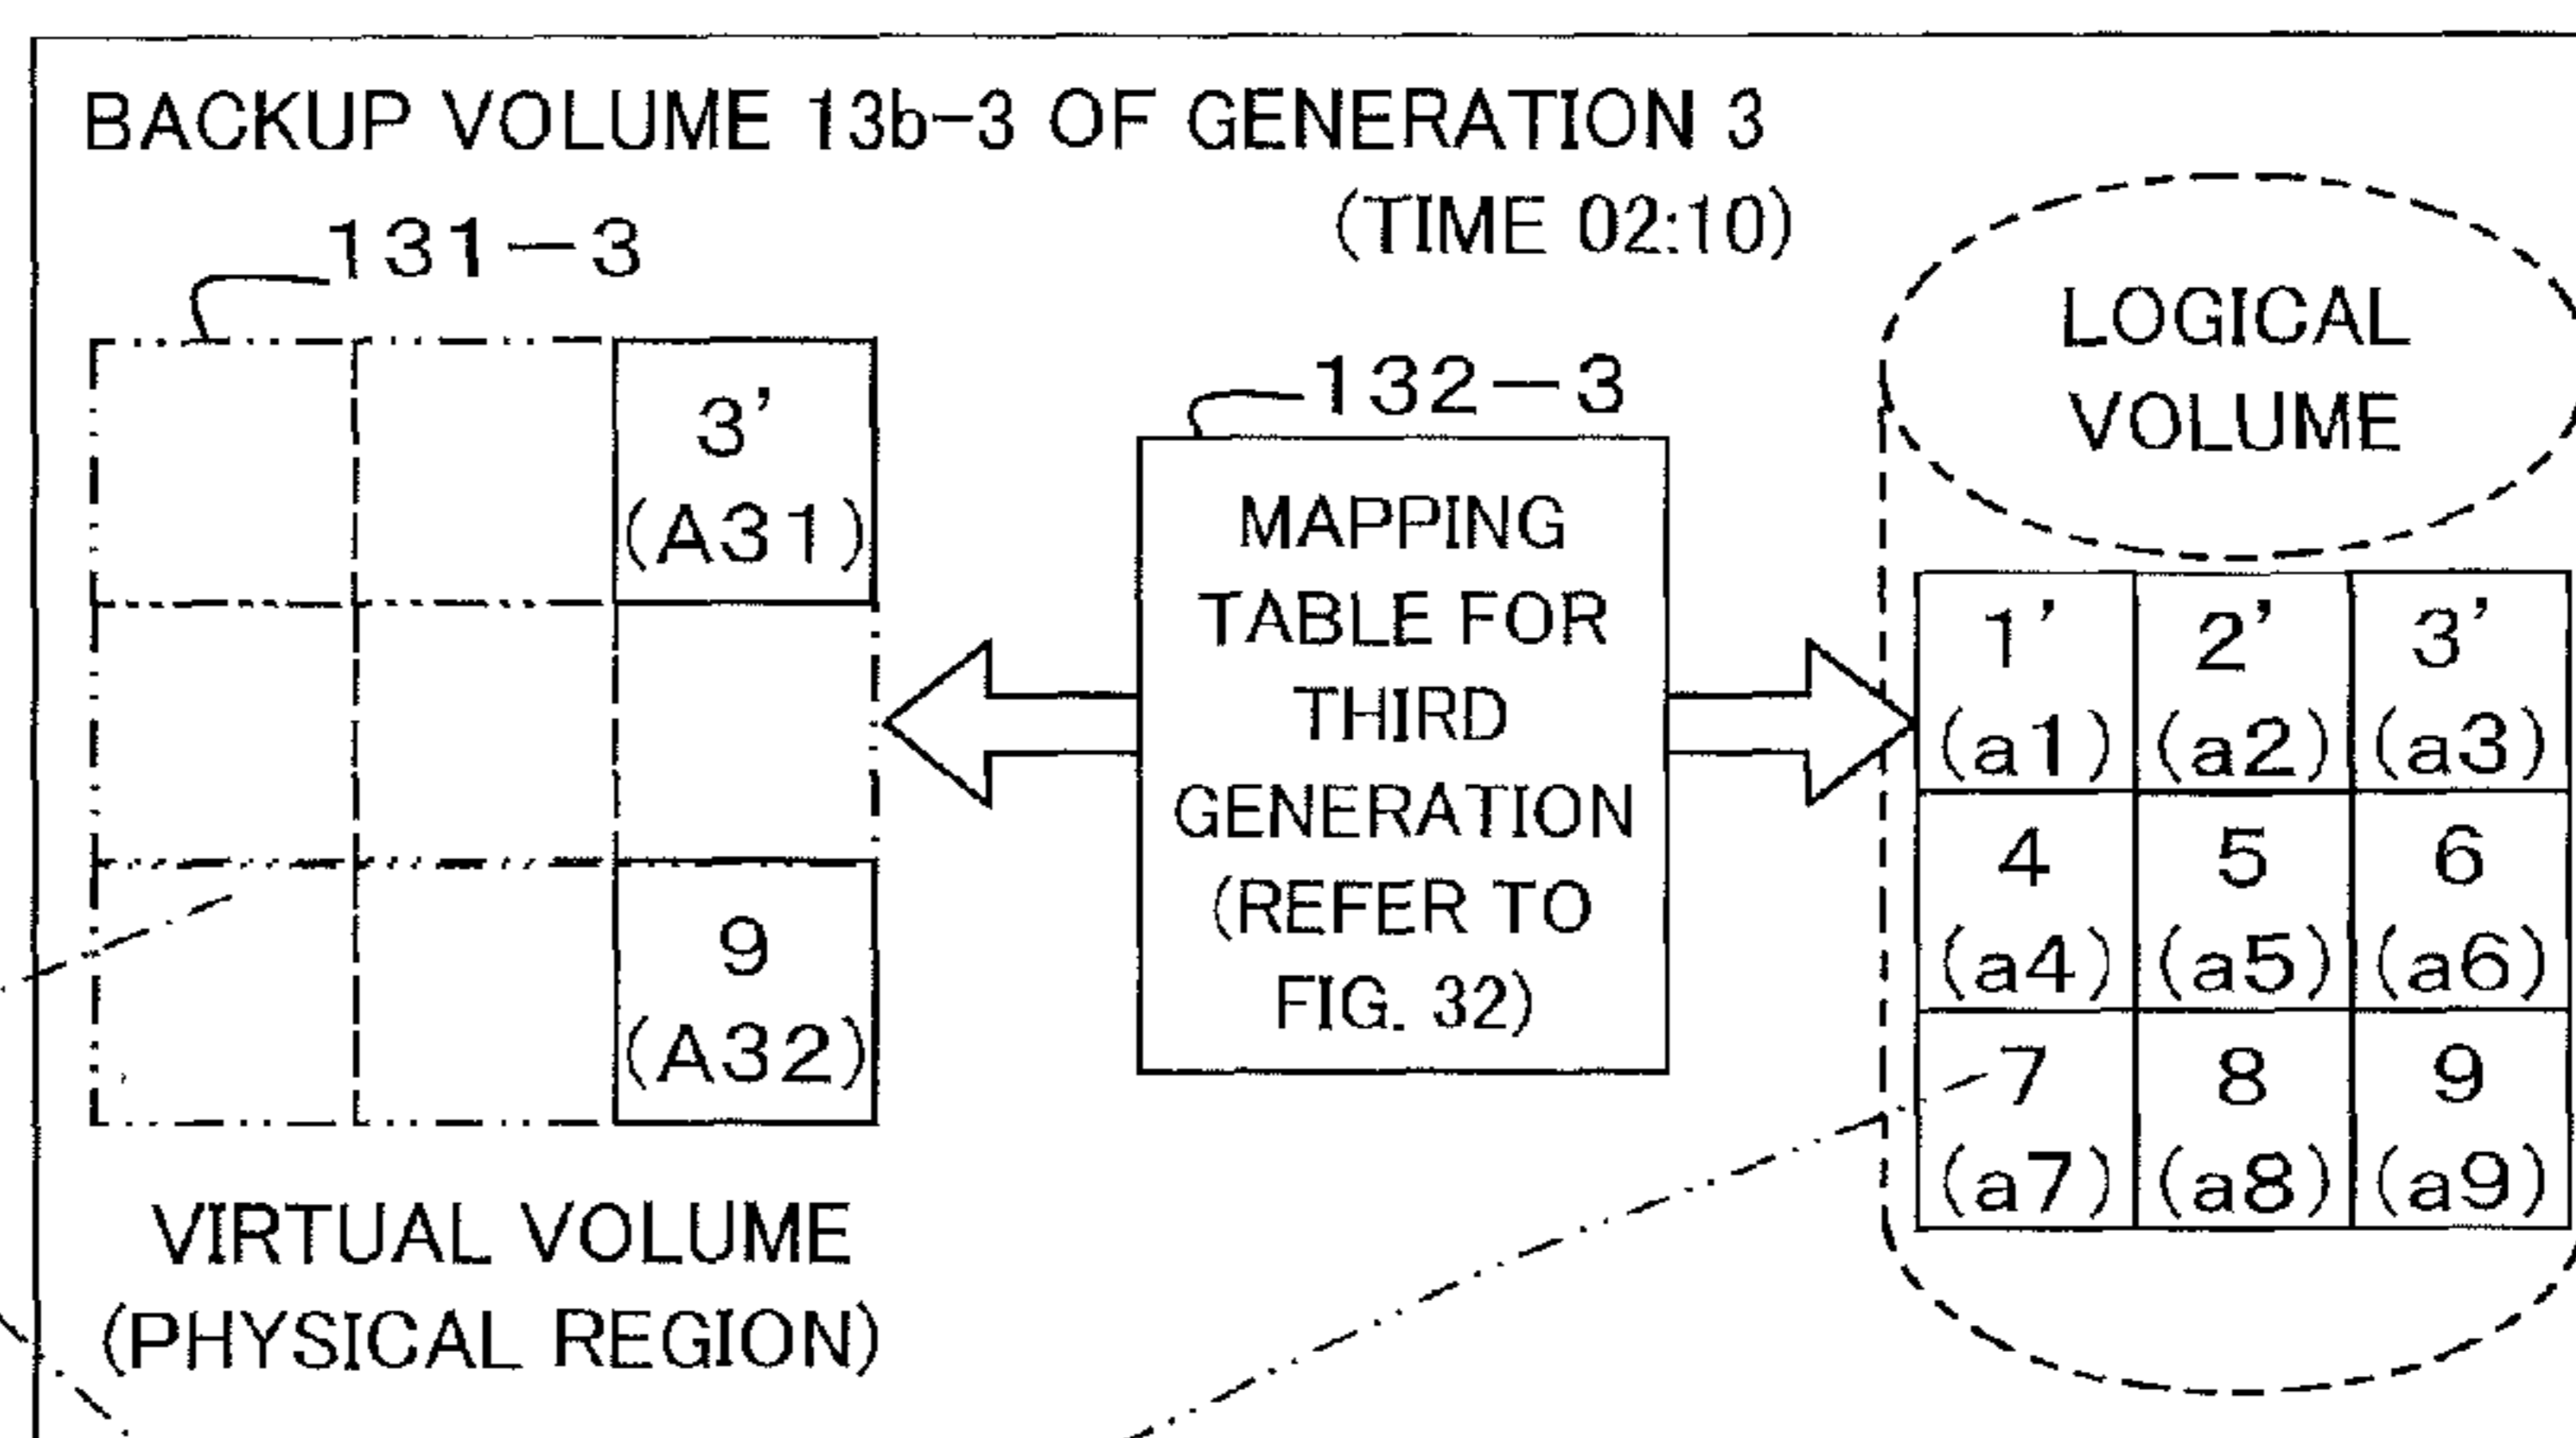 BACKUP VOLUME 13b-3 OF GENERATION 3
(TIME 02:10)
131-3
3'
(A31)
9
(A32)
VIRTUAL VOLUME
(PHYSICAL REGION)
132-3
MAPPING
TABLE FOR
THIRD
GENERATION
(REFER TO
FIG. 32)
LOGICAL
VOLUME
1' 2' 3'
(a1) (a2) (a3)
4 5 6
(a4) (a5) (a6)
7 8 9
(a7) (a8) (a9)